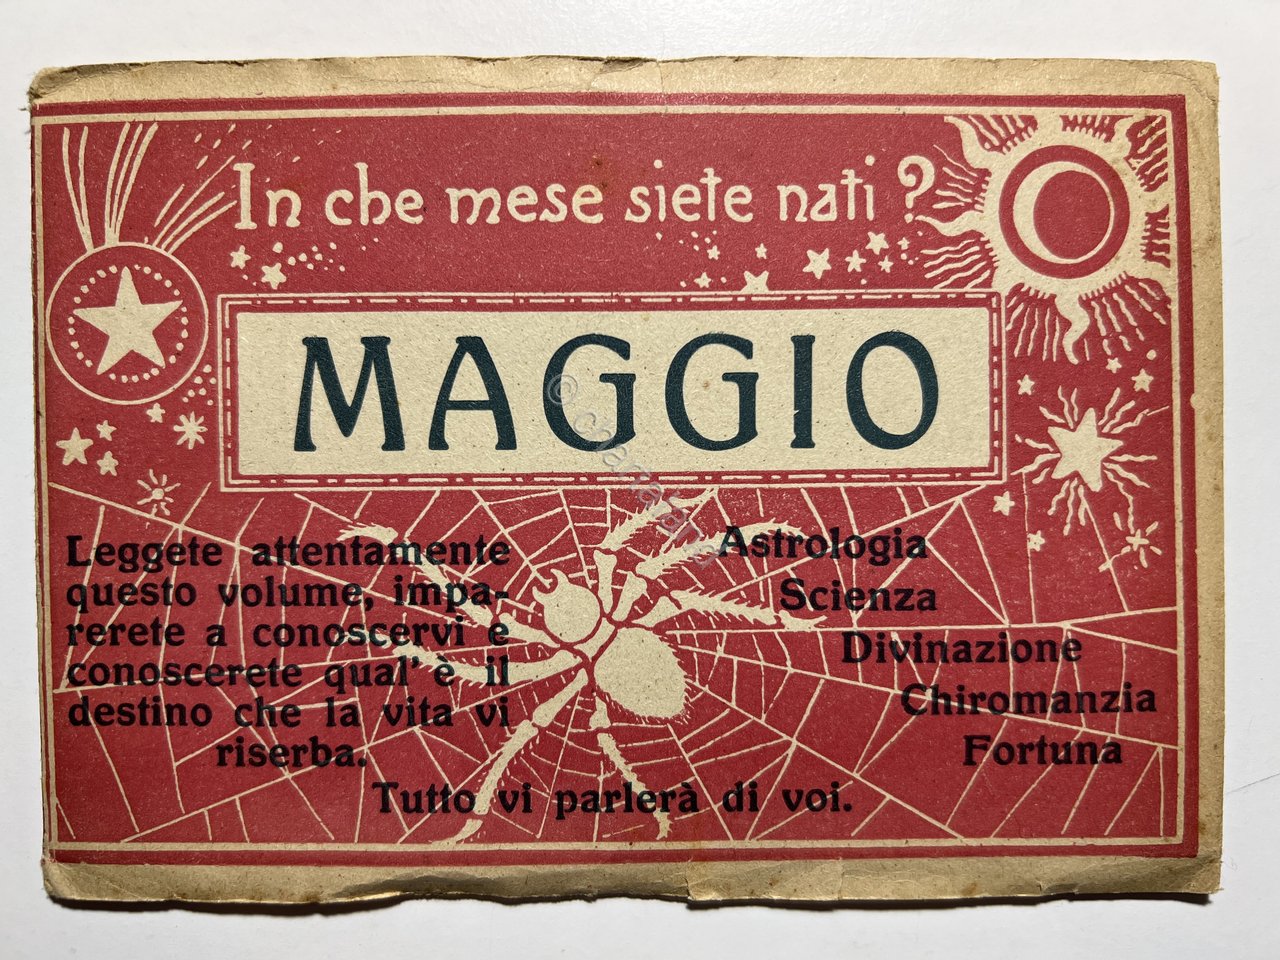 In che mese siete nati ?
MAGGIO
Leggete attentamente
questo volume, impa-
rerete a conoscervi e
conoscerete qual' è il
destino che la vita vi
riserba.
Astrologia
Scienza
Divinazione
Chiromanzia
Fortuna
Tutto vi parlerà di voi.